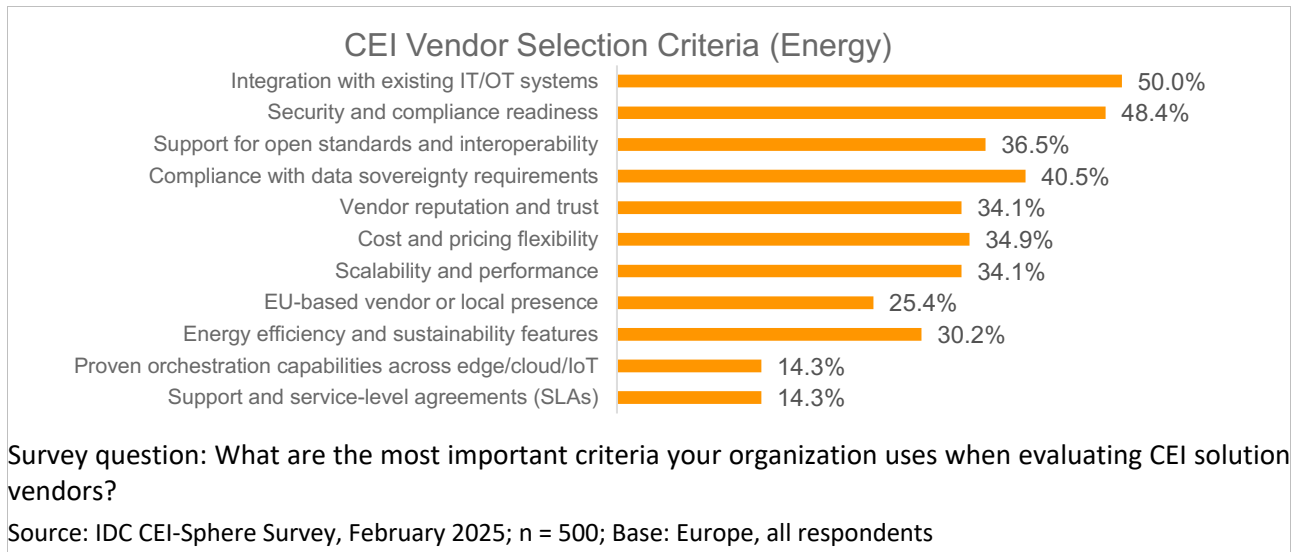 CEI Vendor Selection Criteria (Energy)
Integration with existing IT/OT systems 50.0%
Security and compliance readiness 48.4%
Support for open standards and interoperability 36.5%
Compliance with data sovereignty requirements 40.5%
Vendor reputation and trust 34.1%
Cost and pricing flexibility 34.9%
Scalability and performance 34.1%
EU-based vendor or local presence 25.4%
Energy efficiency and sustainability features 30.2%
Proven orchestration capabilities across edge/cloud/IoT 14.3%
Support and service-level agreements (SLAs) 14.3%
Survey question: What are the most important criteria your organization uses when evaluating CEI solution
vendors?
Source: IDC CEI-Sphere Survey, February 2025; n = 500; Base: Europe, all respondents